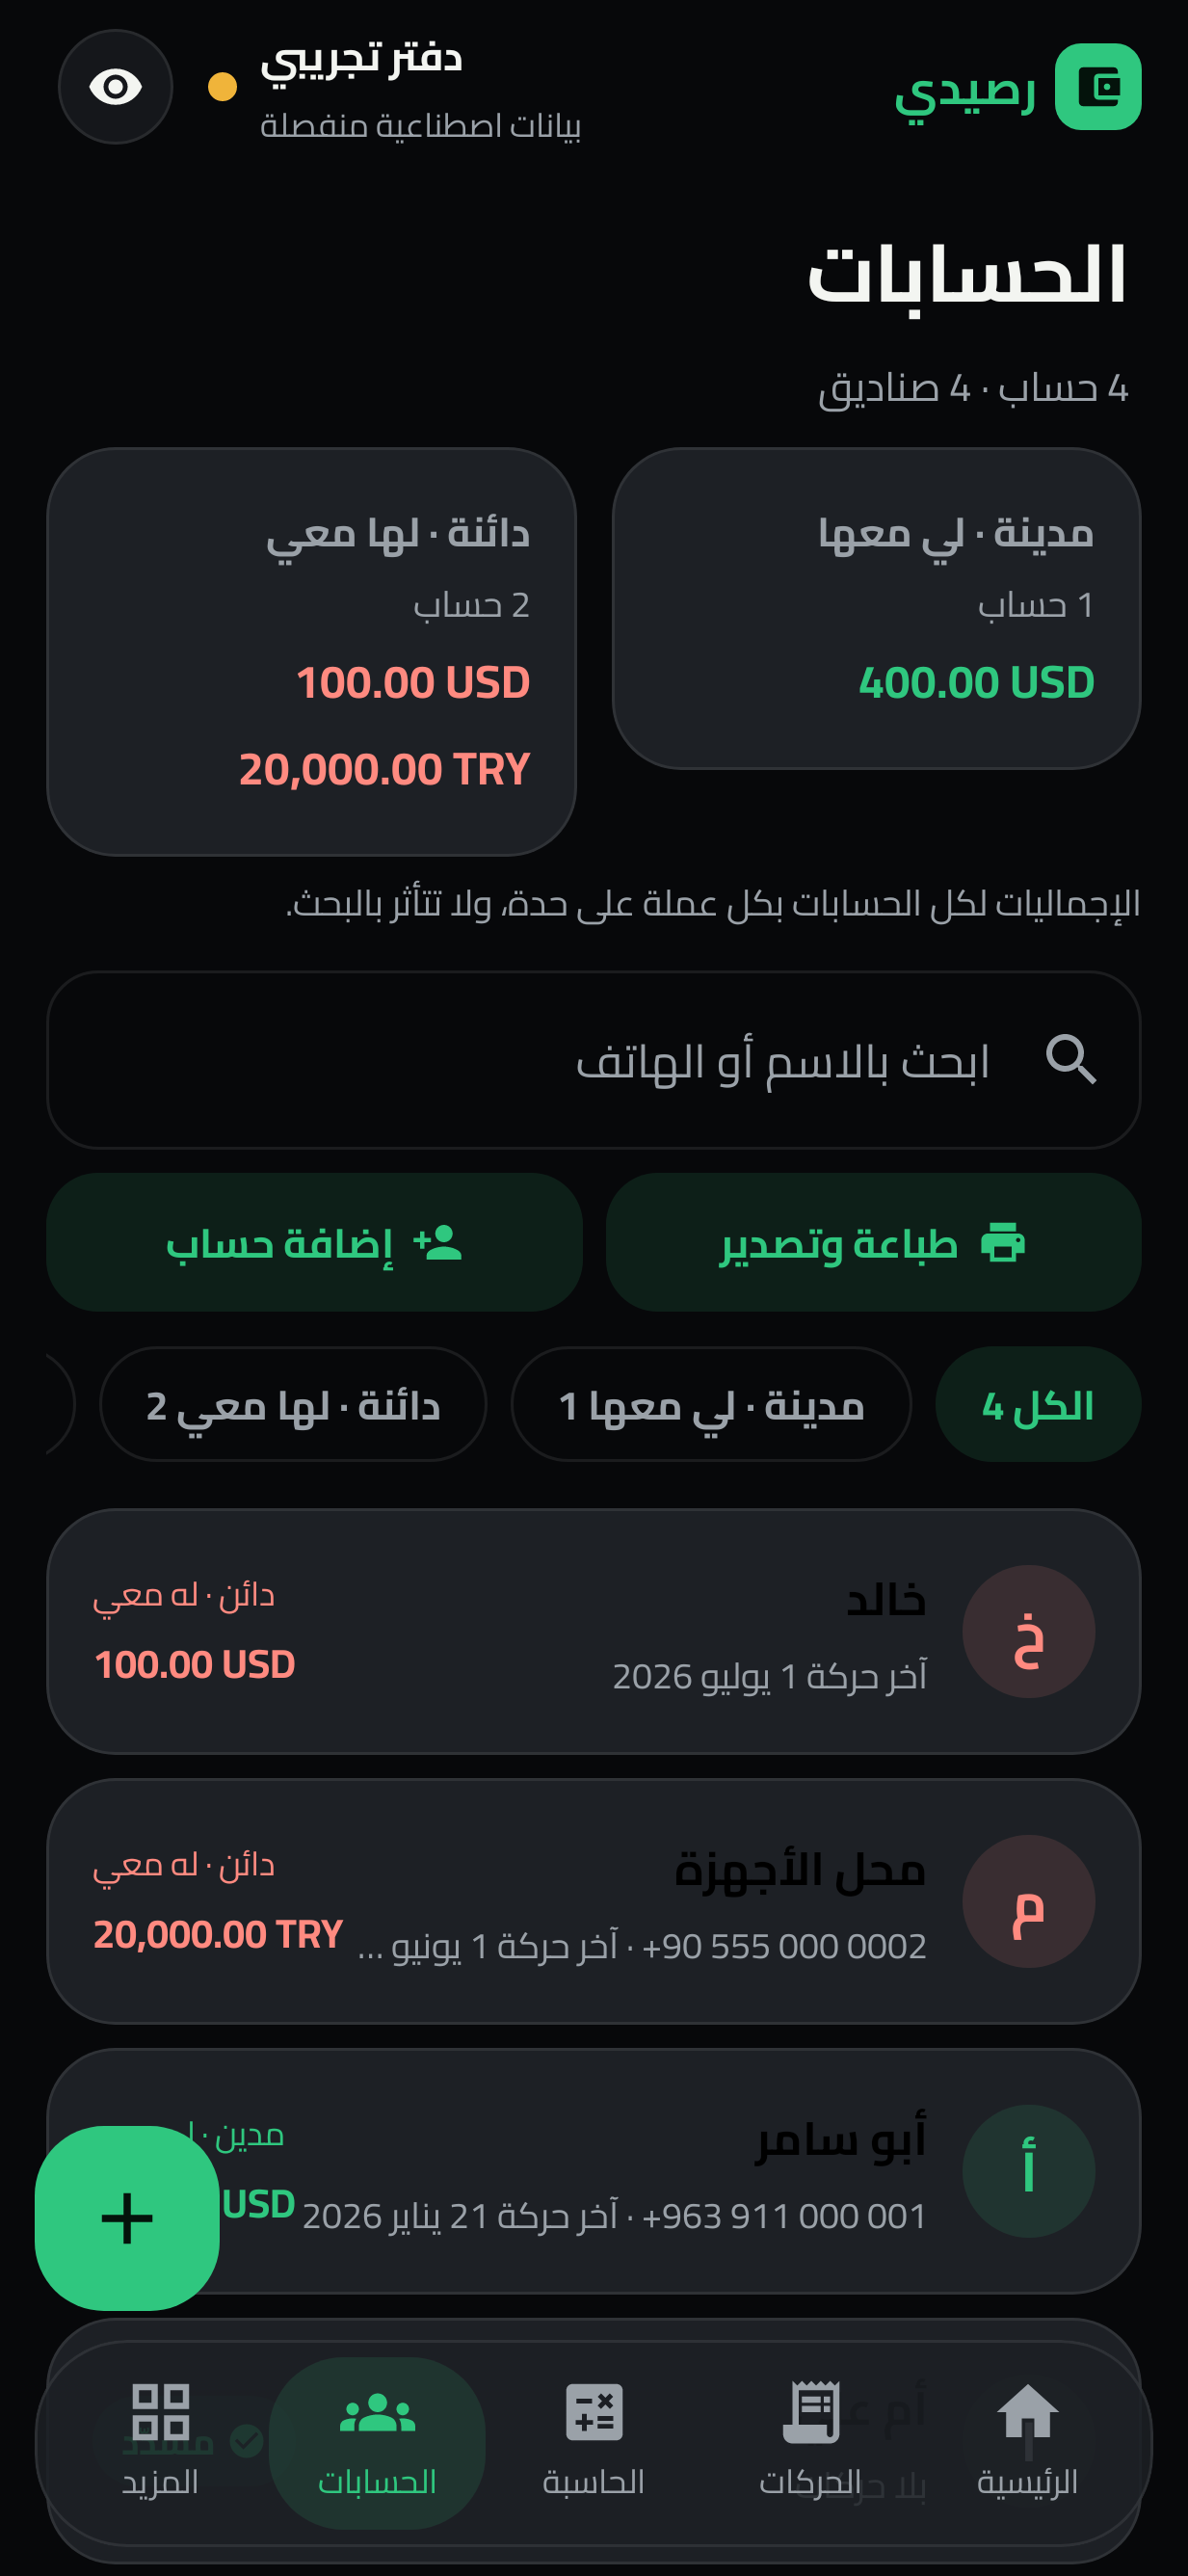 رصيدي
دفتر تجريبي
بيانات اصطناعية منفصلة
الحسابات
4 حساب · 4 صناديق
مدينة · لي معها
1 حساب
400.00 USD
دائنة · لها معي
2 حساب
100.00 USD
20,000.00 TRY
الإجماليات لكل الحسابات بكل عملة على حدة، ولا تتأثر بالبحث.
ابحث بالاسم أو الهاتف
طباعة وتصدير
إضافة حساب
الكل 4
مدينة · لي معها 1
دائنة · لها معي 2
خ
خالد
آخر حركة 1 يوليو 2026
دائن · له معي
100.00 USD
م
محل الأجهزة
+90 555 000 0002 · آخر حركة 1 يونيو ...
دائن · له معي
20,000.00 TRY
أ
أبو سامر
+963 911 000 001 · آخر حركة 21 يناير 2026
مدين ·
USD
بلا
مسدد
الرئيسية
الحركات
الحاسبة
الحسابات
المزيد